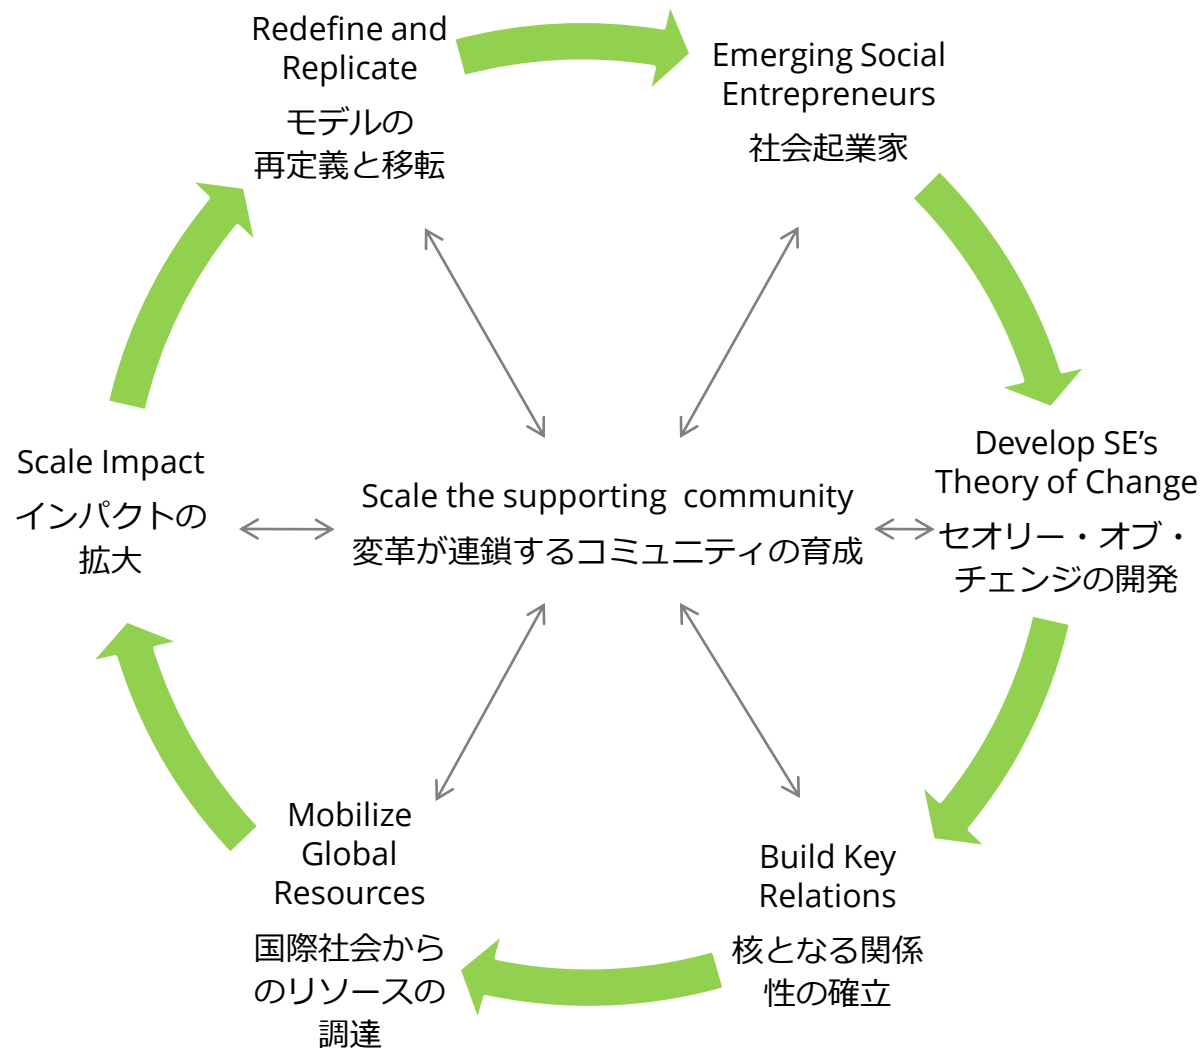 Redefine and
Replicate
モデルの
再定義と移転
Emerging Social
Entrepreneurs
社会起業家
Develop SE’s
Theory of Change
セオリー・オブ・
チェンジの開発
Scale Impact
インパクトの
拡大
Scale the supporting  community
変革が連鎖するコミュニティの育成
Build Key
Relations
核となる関係
性の確立
Mobilize
Global
Resources
国際社会から
のリソースの
調達